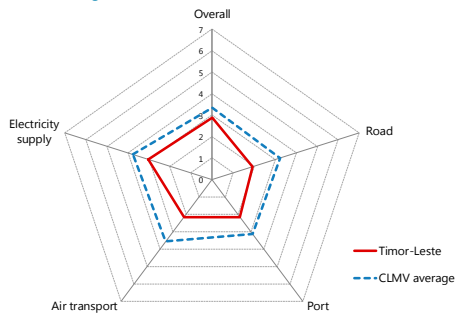 Overall
7
6
5
4
3
2
1
0
Electricity
supply
Road
Timor-Leste
CLMV average
Air transport
Port